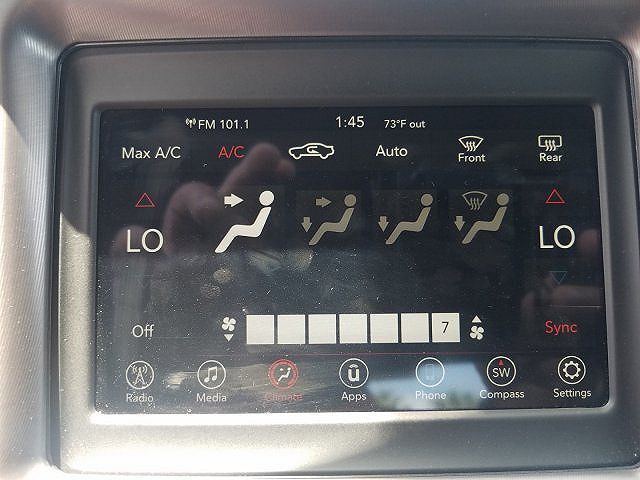 FM 101.1 1:45 73°F out
Max A/C A/C Auto Front Rear
LO LO
Off 7 Sync
Radio Media Climate Apps Phone SW Compass Settings